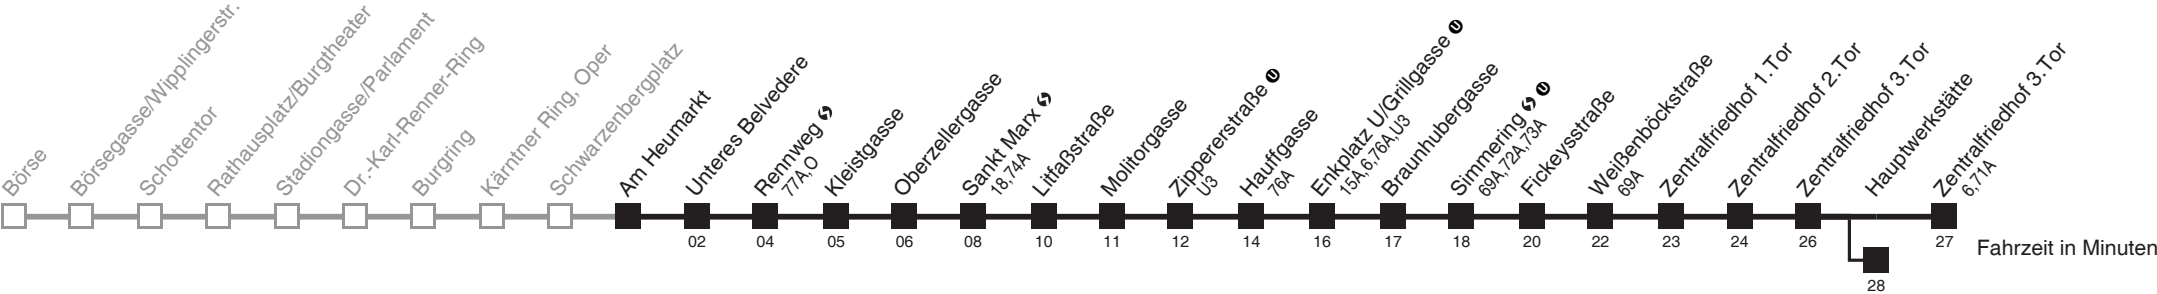 Börse
Börsegasse/Wipplingerstr.
Schottentor
Rathausplatz/Burgtheater
Stadiongasse/Parlament
Dr.-Karl-Renner-Ring
Burgring
Kärntner Ring, Oper
Schwarzenbergplatz
Am Heumarkt
Unteres Belvedere
02
Rennweg
77A,O
04
Kleistgasse
05
Oberzellergasse
06
Sankt Marx
18,74A
08
Litfaßstraße
10
Molitorgasse
11
Zippererstraße U
U3
12
Hauffgasse
76A
14
Enkplatz U/Grillgasse U
15A,6,76A,U3
16
Braunhubergasse
17
Simmering U
69A,72A,73A
18
Fickeysstraße
20
Weißenböckstraße
69A
22
Zentralfriedhof 1.Tor
23
Zentralfriedhof 2.Tor
24
Zentralfriedhof 3.Tor
26
Hauptwerkstätte
28
Zentralfriedhof 3.Tor
6,71A
27
Fahrzeit in Minuten